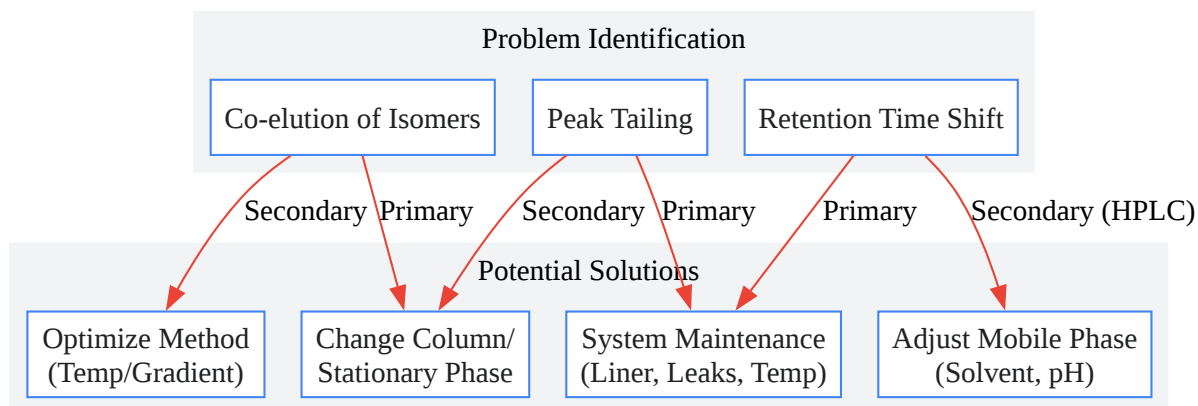 Problem Identification
Co-elution of Isomers
Peak Tailing
Retention Time Shift
Secondary
Primary
Secondary
Primary
Primary
Secondary (HPLC)
Potential Solutions
Optimize Method
(Temp/Gradient)
Change Column/
Stationary Phase
System Maintenance
(Liner, Leaks, Temp)
Adjust Mobile Phase
(Solvent, pH)